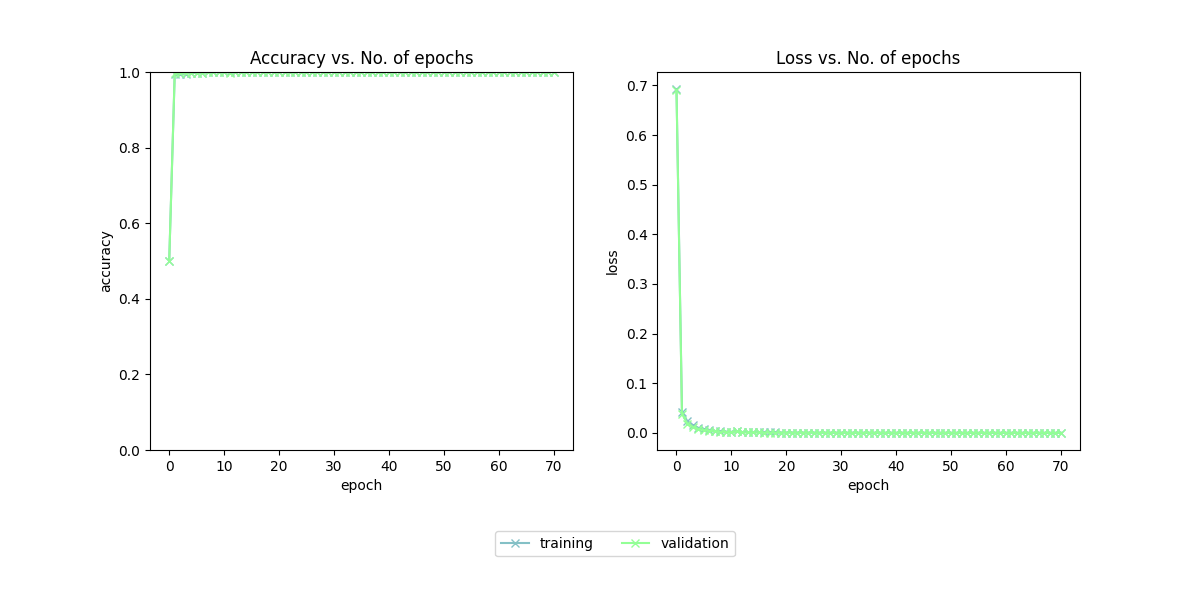 Accuracy vs. No. of epochs
1.0
0.8
0.6
0.4
0.2
0.0
accuracy
0 10 20 30 40 50 60 70
epoch
Loss vs. No. of epochs
0.7
0.6
0.5
0.4
0.3
0.2
0.1
0.0
loss
0 10 20 30 40 50 60 70
epoch
training validation